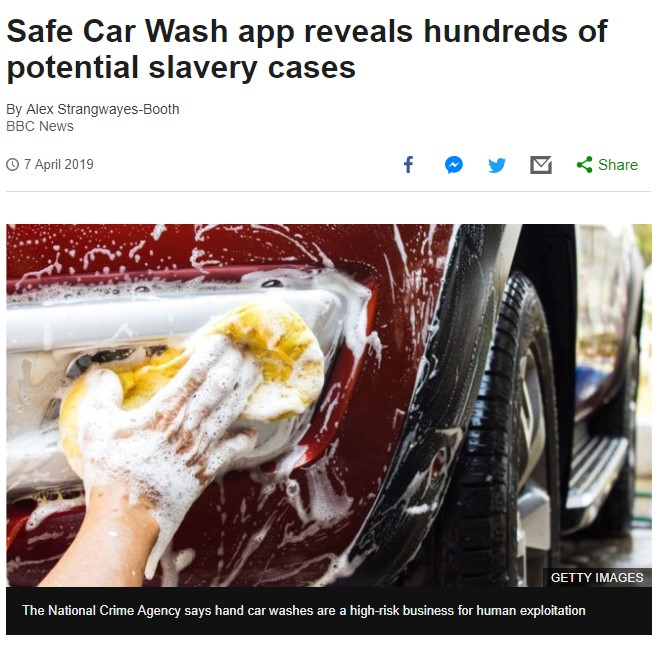 Safe Car Wash app reveals hundreds of
potential slavery cases
By Alex Strangwayes-Booth
BBC News
7 April 2019
Share
GETTY IMAGES
The National Crime Agency says hand car washes are a high-risk business for human exploitation